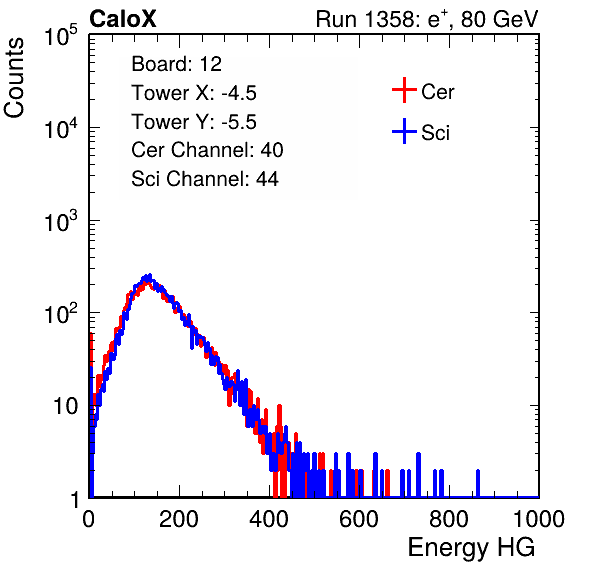 CaloX Run 1358: e⁺, 80 GeV
Counts
Board: 12
Tower X: -4.5
Tower Y: -5.5
Cer Channel: 40
Sci Channel: 44
Cer
Sci
10⁵
10⁴
10³
10²
10
1
0 200 400 600 800 1000
Energy HG